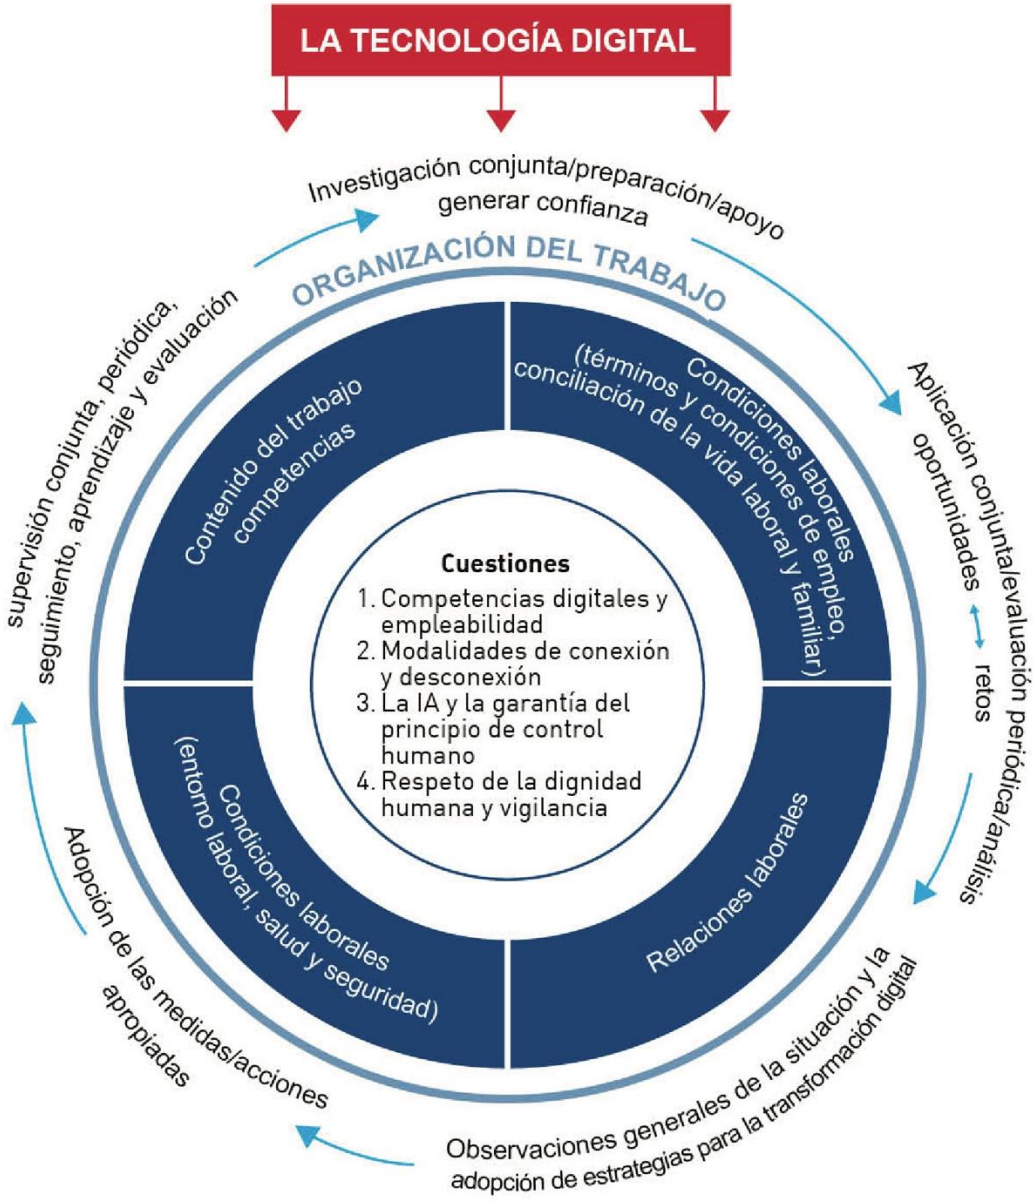 LA TECNOLOGÍA DIGITAL
Investigación conjunta/preparación/apoyo
generar confianza
ORGANIZACIÓN DEL TRABAJO
Aplicación conjunta/evaluación periódica/análisis
oportunidades
retos
Observaciones generales de la situación y la
adopción de estrategias para la transformación digital
Adopción de las medidas/acciones
apropiadas
supervisión conjunta, periódica,
seguimiento, aprendizaje y evaluación
Contenido del trabajo
competencias
Condiciones laborales
(términos y condiciones de empleo,
conciliación de la vida laboral y familiar)
Relaciones laborales
Condiciones laborales
(entorno laboral, salud y seguridad)
Cuestiones
1. Competencias digitales y
empleabilidad
2. Modalidades de conexión
y desconexión
3. La IA y la garantía del
principio de control
humano
4. Respeto de la dignidad
humana y vigilancia